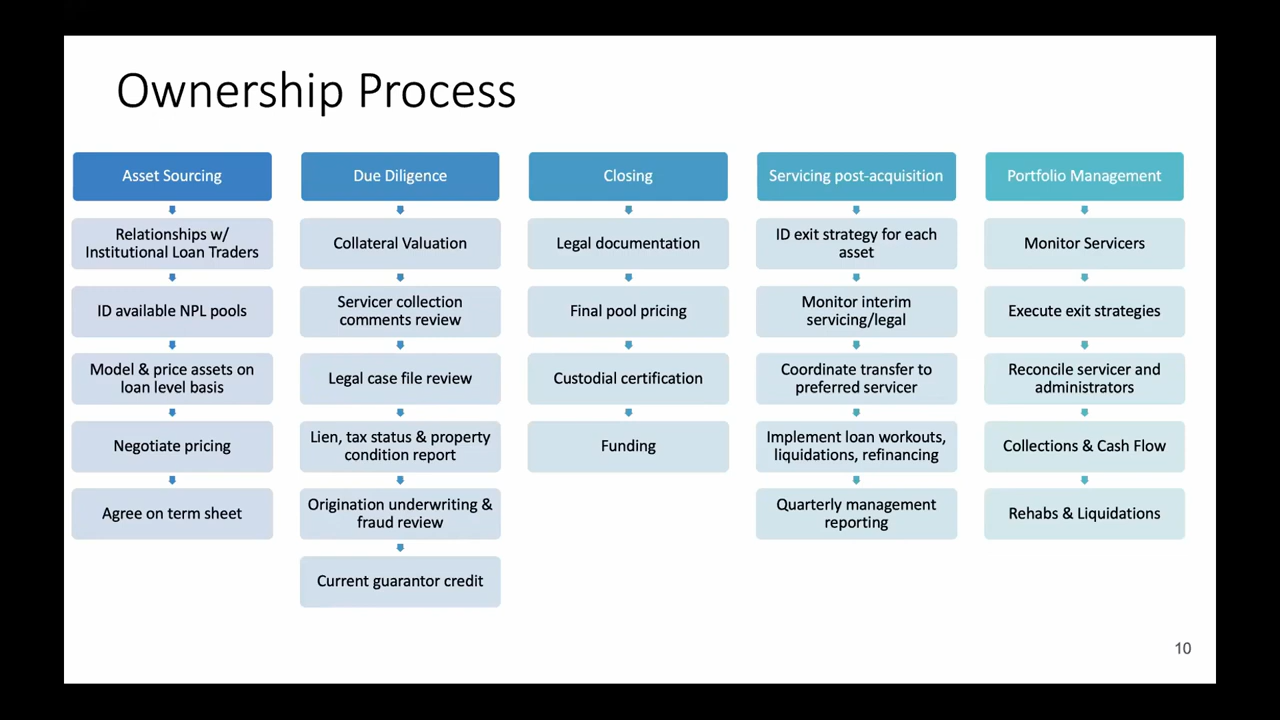 Ownership Process
Asset Sourcing
Relationships w/
Institutional Loan Traders
ID available NPL pools
Model & price assets on
loan level basis
Negotiate pricing
Agree on term sheet
Due Diligence
Collateral Valuation
Servicer collection
comments review
Legal case file review
Lien, tax status & property
condition report
Origination underwriting &
fraud review
Current guarantor credit
Closing
Legal documentation
Final pool pricing
Custodial certification
Funding
Servicing post-acquisition
ID exit strategy for each
asset
Monitor interim
servicing/legal
Coordinate transfer to
preferred servicer
Implement loan workouts,
liquidations, refinancing
Quarterly management
reporting
Portfolio Management
Monitor Servicers
Execute exit strategies
Reconcile servicer and
administrators
Collections & Cash Flow
Rehabs & Liquidations
10